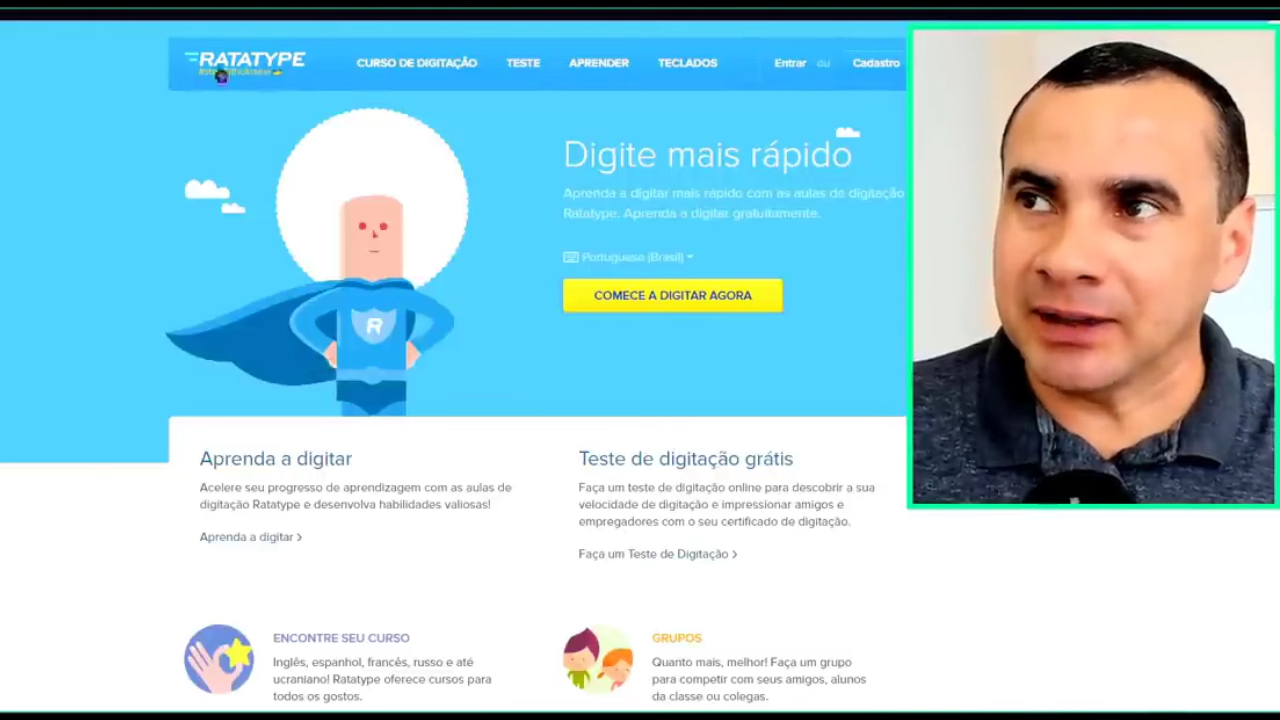 RATATYPE
CURSO DE DIGITAÇÃO TESTE APRENDER TECLADOS Entrar ou Cadastro
Digite mais rápido
Aprenda a digitar mais rápido com as aulas de digitação
Ratatype. Aprenda a digitar gratuitamente.
Portuguese (Brasil)
COMECE A DIGITAR AGORA
R
Aprenda a digitar
Acelere seu progresso de aprendizagem com as aulas de
digitação Ratatype e desenvolva habilidades valiosas!
Aprenda a digitar >
Teste de digitação grátis
Faça um teste de digitação online para descobrir a sua
velocidade de digitação e impressionar amigos e
empregadores com o seu certificado de digitação.
Faça um Teste de Digitação >
ENCONTRE SEU CURSO
Inglês, espanhol, francês, russo e até
ucraniano! Ratatype oferece cursos para
todos os gostos.
GRUPOS
Quanto mais, melhor! Faça um grupo
para competir com seus amigos, alunos
da classe ou colegas.